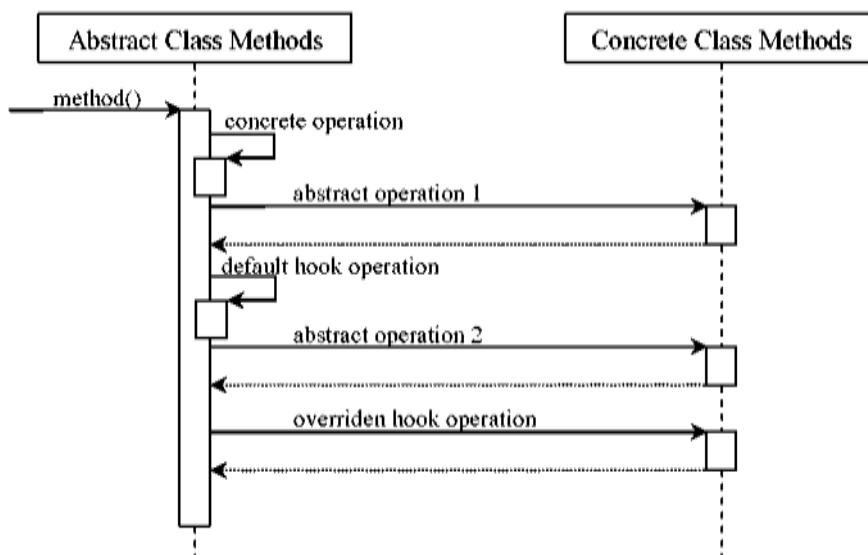 Abstract Class Methods
Concrete Class Methods
method()
concrete operation
abstract operation 1
default hook operation
abstract operation 2
overriden hook operation